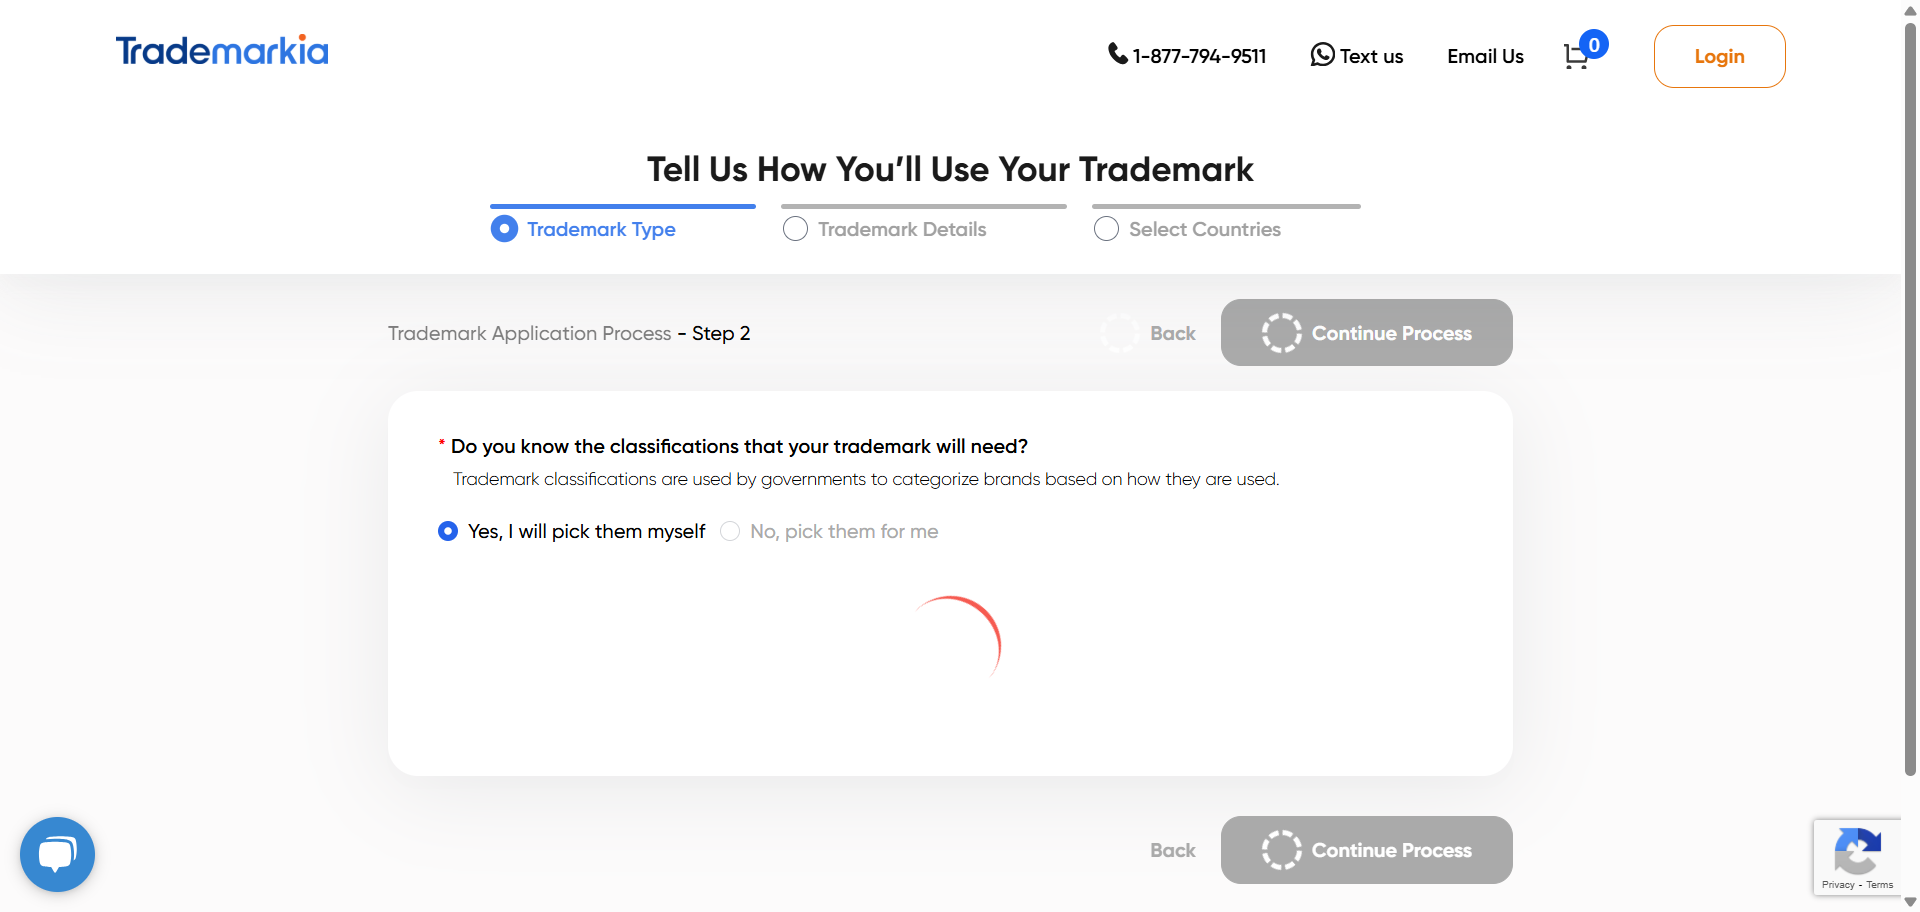 Trademarkia
1-877-794-9511
Text us
Email Us
0
Login
Tell Us How You’ll Use Your Trademark
Trademark Type
Trademark Details
Select Countries
Trademark Application Process - Step 2
Back
Continue Process
* Do you know the classifications that your trademark will need?
Trademark classifications are used by governments to categorize brands based on how they are used.
Yes, I will pick them myself
No, pick them for me
Back
Continue Process
Privacy - Terms